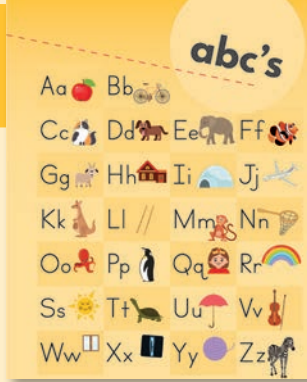 abc's
Aa Bb
Cc Dd Ee Ff
Gg Hh Ii Jj
Kk Ll Mm Nn
Oo Pp Qq Rr
Ss Tt Uu Vv
Ww Xx Yy Zz